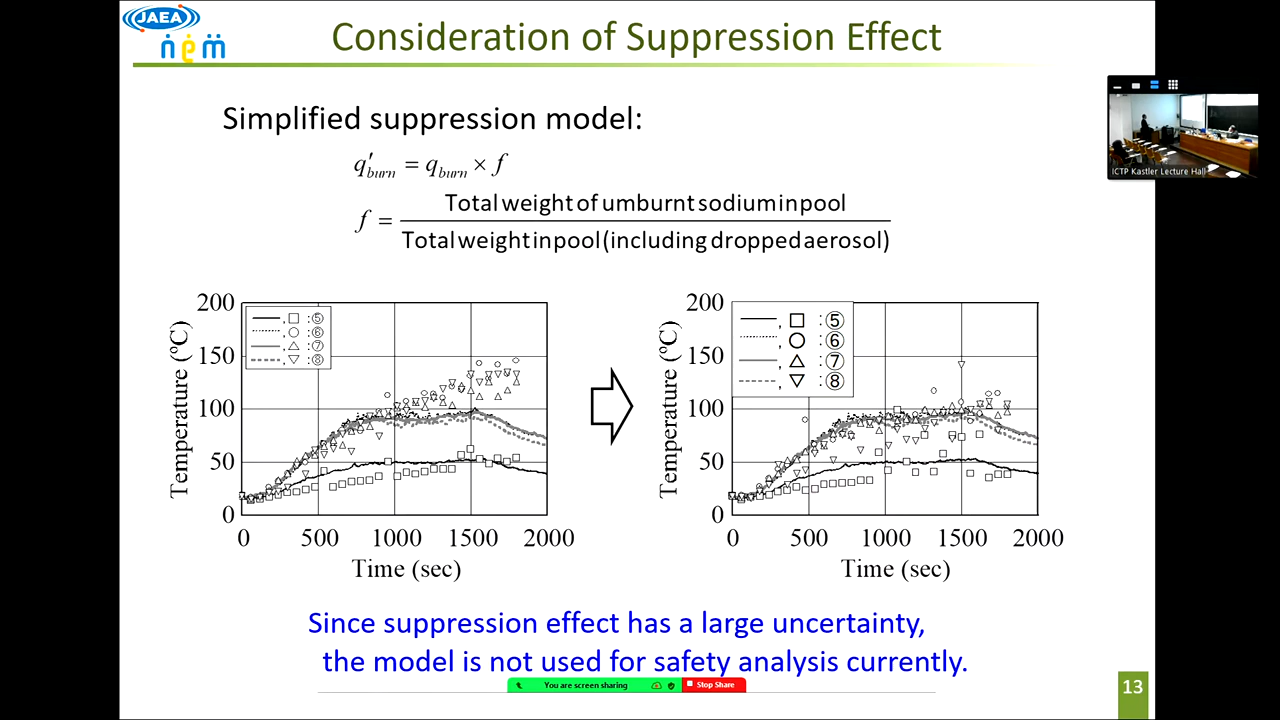 JAEA
nëm
Consideration of Suppression Effect
Simplified suppression model:
q′burn = qburn × f
f = Total weight of umburnt sodium in pool
Total weight in pool (including dropped aerosol)
ICTP Kastler Lecture Hall
200
150
100
50
0
0 500 1000 1500 2000
Temperature (°C)
Time (sec)
, □ :⑤
, ○ :⑥
, △ :⑦
, ▽ :⑧
200
150
100
50
0
0 500 1000 1500 2000
Temperature (°C)
Time (sec)
, □ :⑤
, ○ :⑥
, △ :⑦
, ▽ :⑧
Since suppression effect has a large uncertainty,
the model is not used for safety analysis currently.
You are screen sharing Stop Share
13